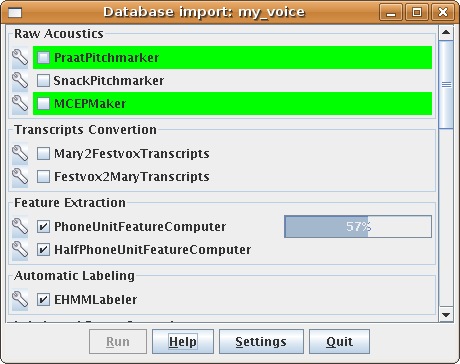 Database import: my_voice
Raw Acoustics
PraatPitchmarker
SnackPitchmarker
MCEPMaker
Transcripts Convertion
Mary2FestvoxTranscripts
Festvox2MaryTranscripts
Feature Extraction
PhoneUnitFeatureComputer 57%
HalfPhoneUnitFeatureComputer
Automatic Labeling
EHMMLabeler
Run Help Settings Quit